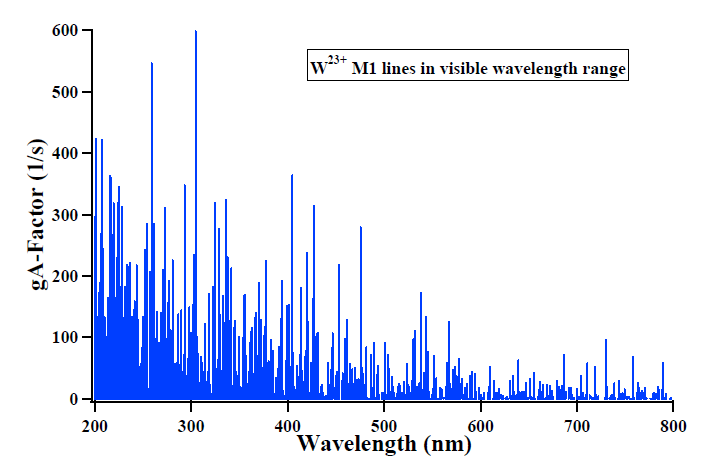 600
W23+ M1 lines in visible wavelength range
500
400
300
200
100
0
gA-Factor (1/s)
200 300 400 500 600 700 800
Wavelength (nm)